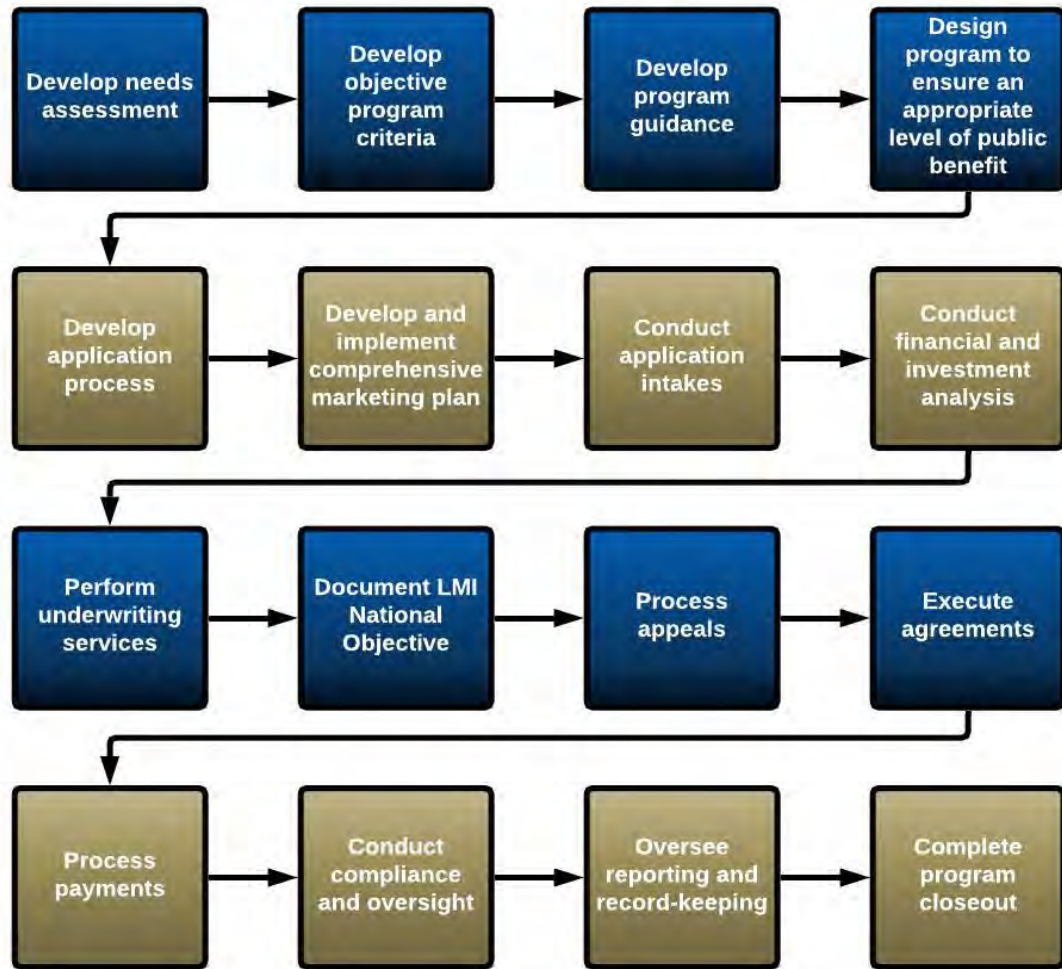 Develop needs
assessment
Develop
objective
program
criteria
Develop
program
guidance
Design
program to
ensure an
appropriate
level of public
benefit
Develop
application
process
Develop and
implement
comprehensive
marketing plan
Conduct
application
intakes
Conduct
financial and
investment
analysis
Perform
underwriting
services
Document LMI
National
Objective
Process
appeals
Execute
agreements
Process
payments
Conduct
compliance
and oversight
Oversee
reporting and
record-keeping
Complete
program
closeout